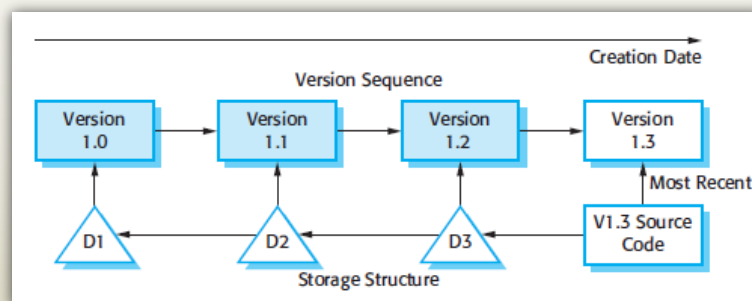 Creation Date
Version Sequence
Version
1.0
Version
1.1
Version
1.2
Version
1.3
Most Recent
D1
D2
D3
V1.3 Source
Code
Storage Structure